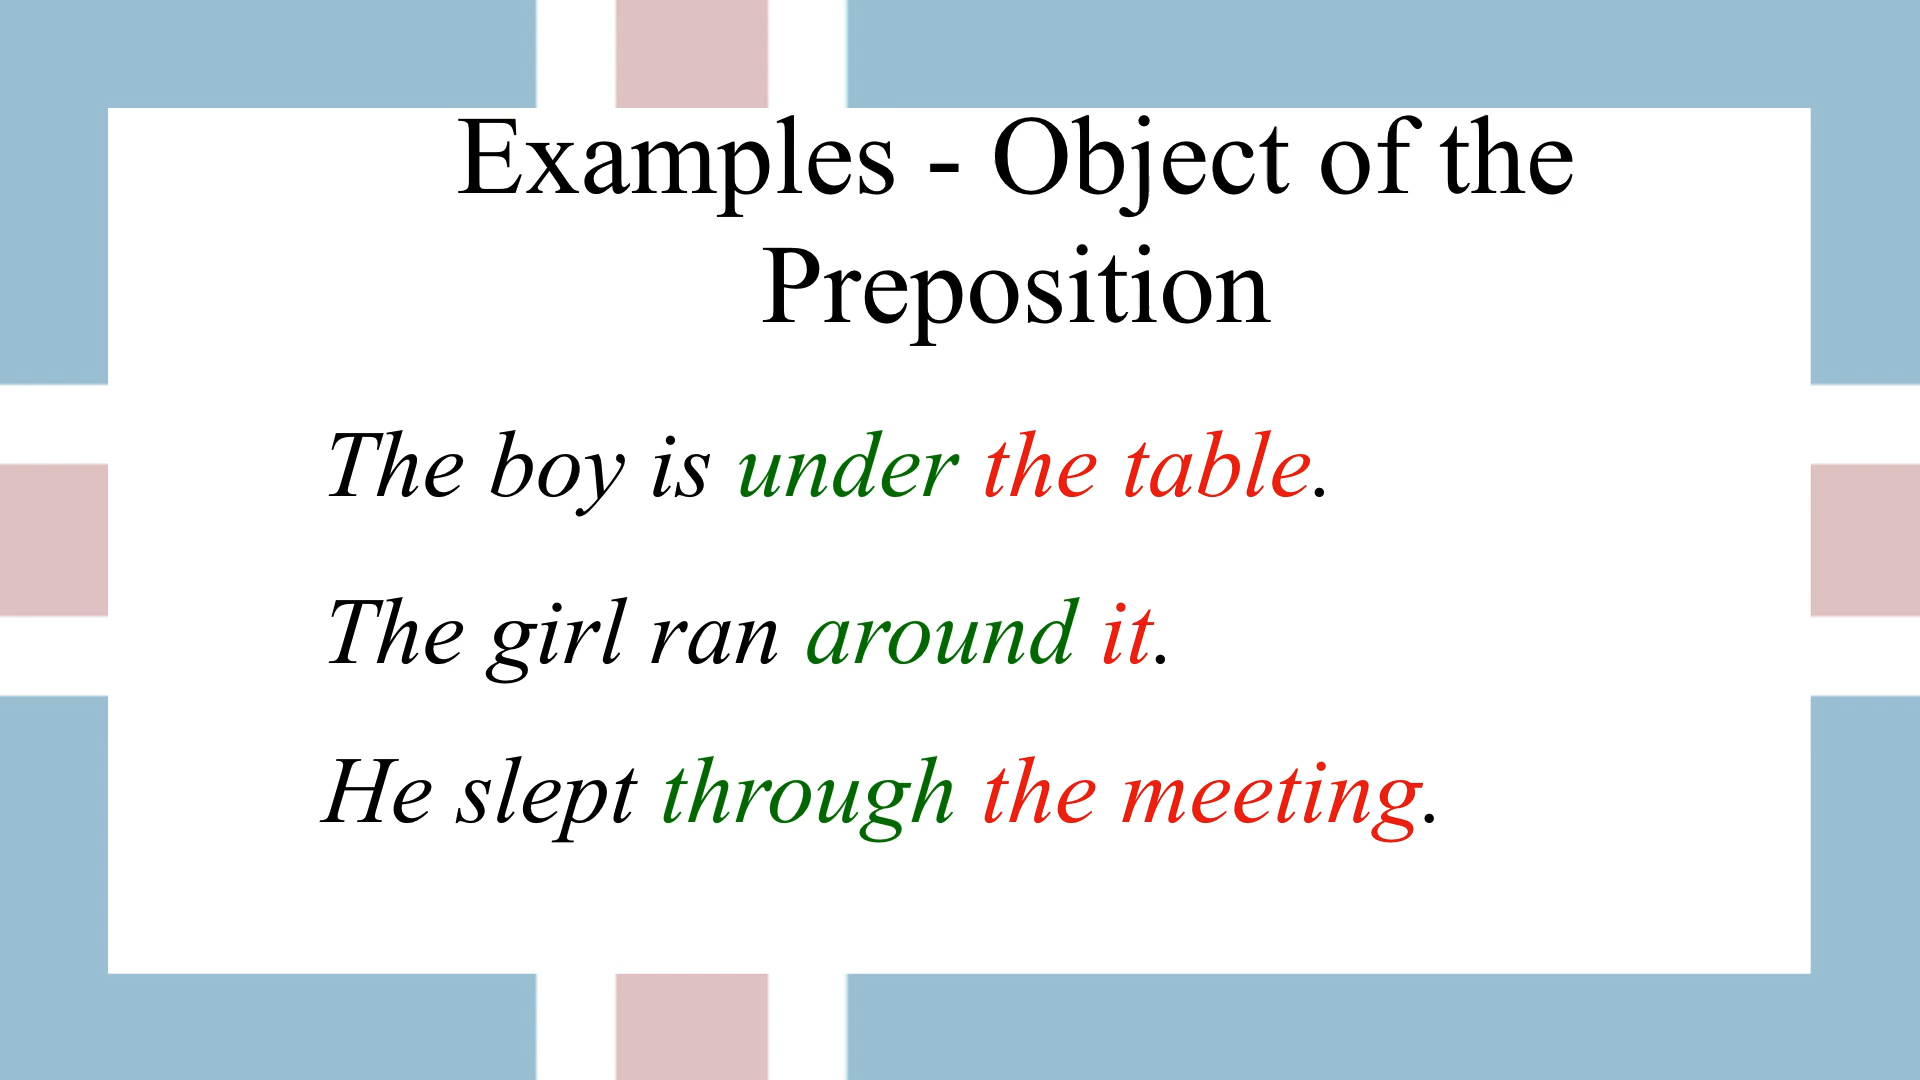 Examples - Object of the
Preposition
The boy is under the table.
The girl ran around it.
He slept through the meeting.